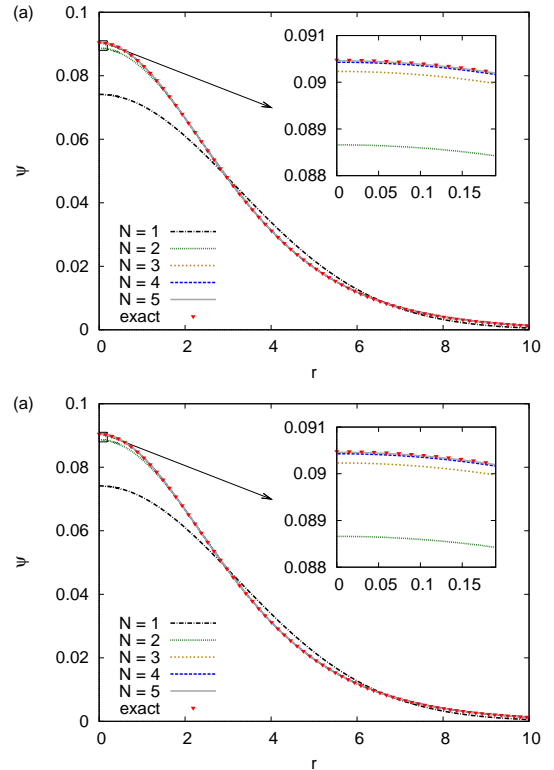 (a)
0.1
0.08
0.06
0.04
0.02
0
ψ
0 2 4 6 8 10
r
N = 1
N = 2
N = 3
N = 4
N = 5
exact
0.091
0.09
0.089
0.088
0 0.05 0.1 0.15
(a)
0.1
0.08
0.06
0.04
0.02
0
ψ
0 2 4 6 8 10
r
N = 1
N = 2
N = 3
N = 4
N = 5
exact
0.091
0.09
0.089
0.088
0 0.05 0.1 0.15